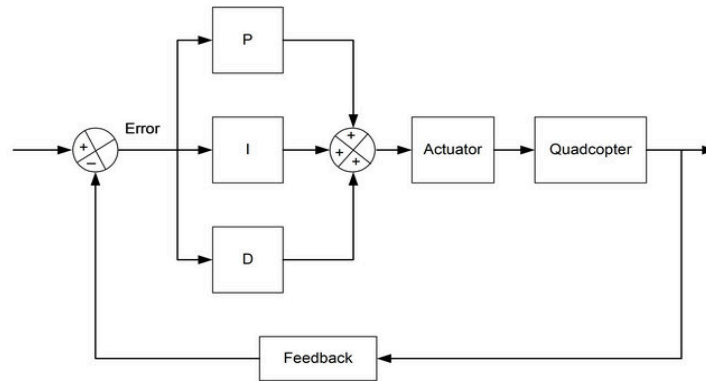 P
Error
+
−
I
+
+
+
Actuator
Quadcopter
D
Feedback